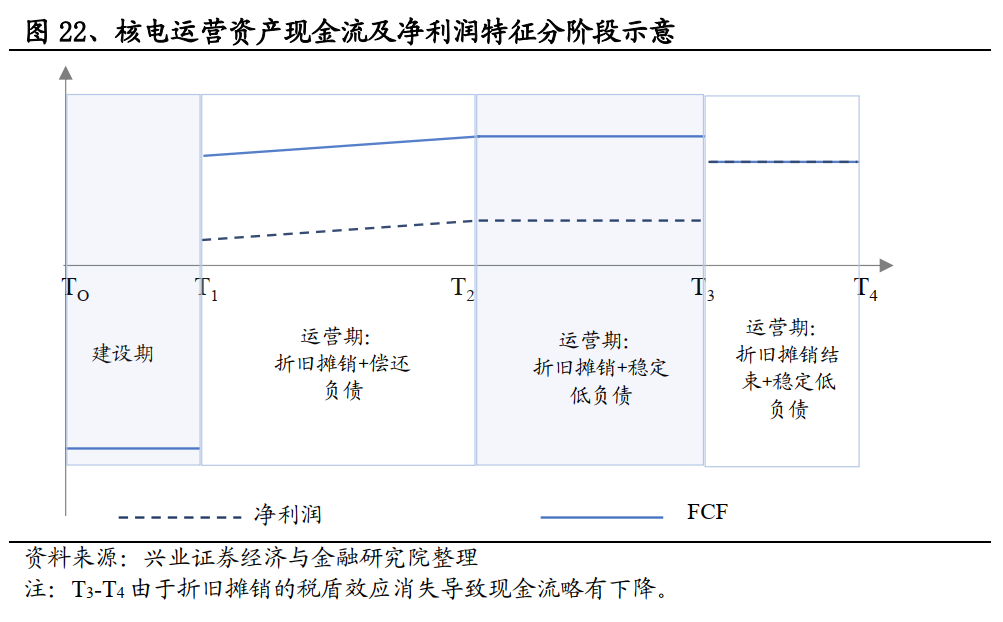 图 22、核电运营资产现金流及净利润特征分阶段示意
T0
T1
T2
T3
T4
建设期
运营期：
折旧摊销+偿还
负债
运营期：
折旧摊销+稳定
低负债
运营期：
折旧摊销结
束+稳定低
负债
净利润
FCF
资料来源：兴业证券经济与金融研究院整理
注：T3-T4 由于折旧摊销的税盾效应消失导致现金流略有下降。